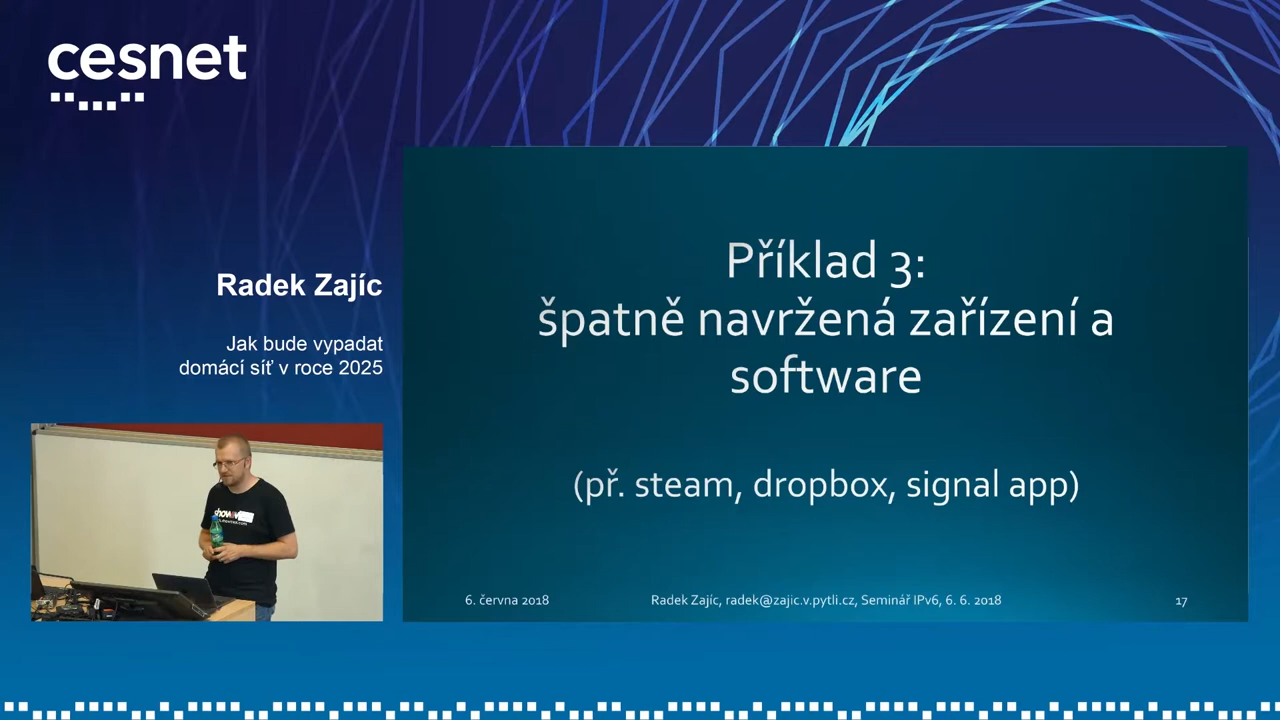 cesnet
Radek Zajíc
Jak bude vypadat
domácí síť v roce 2025
Příklad 3:
špatně navržená zařízení a
software
(př. steam, dropbox, signal app)
6. června 2018
Radek Zajíc, radek@zajic.v.pytli.cz, Seminář IPv6, 6. 6. 2018
17